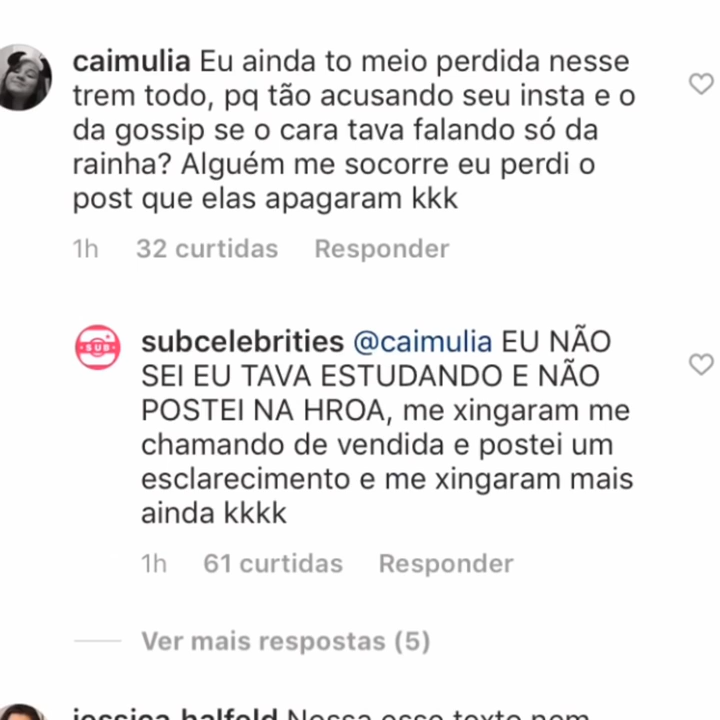 caimulia Eu ainda to meio perdida nesse
trem todo, pq tão acusando seu insta e o
da gossip se o cara tava falando só da
rainha? Alguém me socorre eu perdi o
post que elas apagaram kkk
1h 32 curtidas Responder
SUB
subcelebrities @caimulia EU NÃO
SEI EU TAVA ESTUDANDO E NÃO
POSTEI NA HROA, me xingaram me
chamando de vendida e postei um
esclarecimento e me xingaram mais
ainda kkkk
1h 61 curtidas Responder
Ver mais respostas (5)
jessica.halfeld Nossa esse texto nem